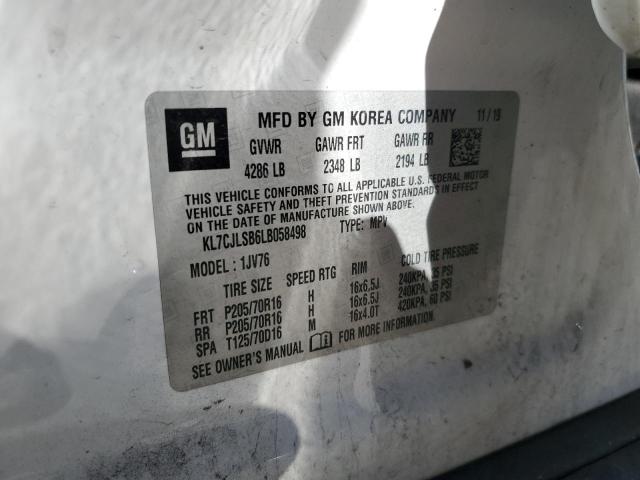 GM
MFD BY GM KOREA COMPANY 11/19
GVWR GAWR FRT GAWR RR
4286 LB 2348 LB 2194 LB
THIS VEHICLE CONFORMS TO ALL APPLICABLE U.S. FEDERAL MOTOR
VEHICLE SAFETY AND THEFT PREVENTION STANDARDS IN EFFECT
ON THE DATE OF MANUFACTURE SHOWN ABOVE.
KL7CJLSB6LB058498 TYPE: MPV
MODEL : 1JV76
TIRE SIZE SPEED RTG RIM COLD TIRE PRESSURE
FRT P205/70R16 H 16x6.5J 240KPA, 35 PSI
RR P205/70R16 H 16x6.5J 240KPA, 35 PSI
SPA T125/70D16 M 16x4.0T 420KPA, 60 PSI
SEE OWNER'S MANUAL FOR MORE INFORMATION.